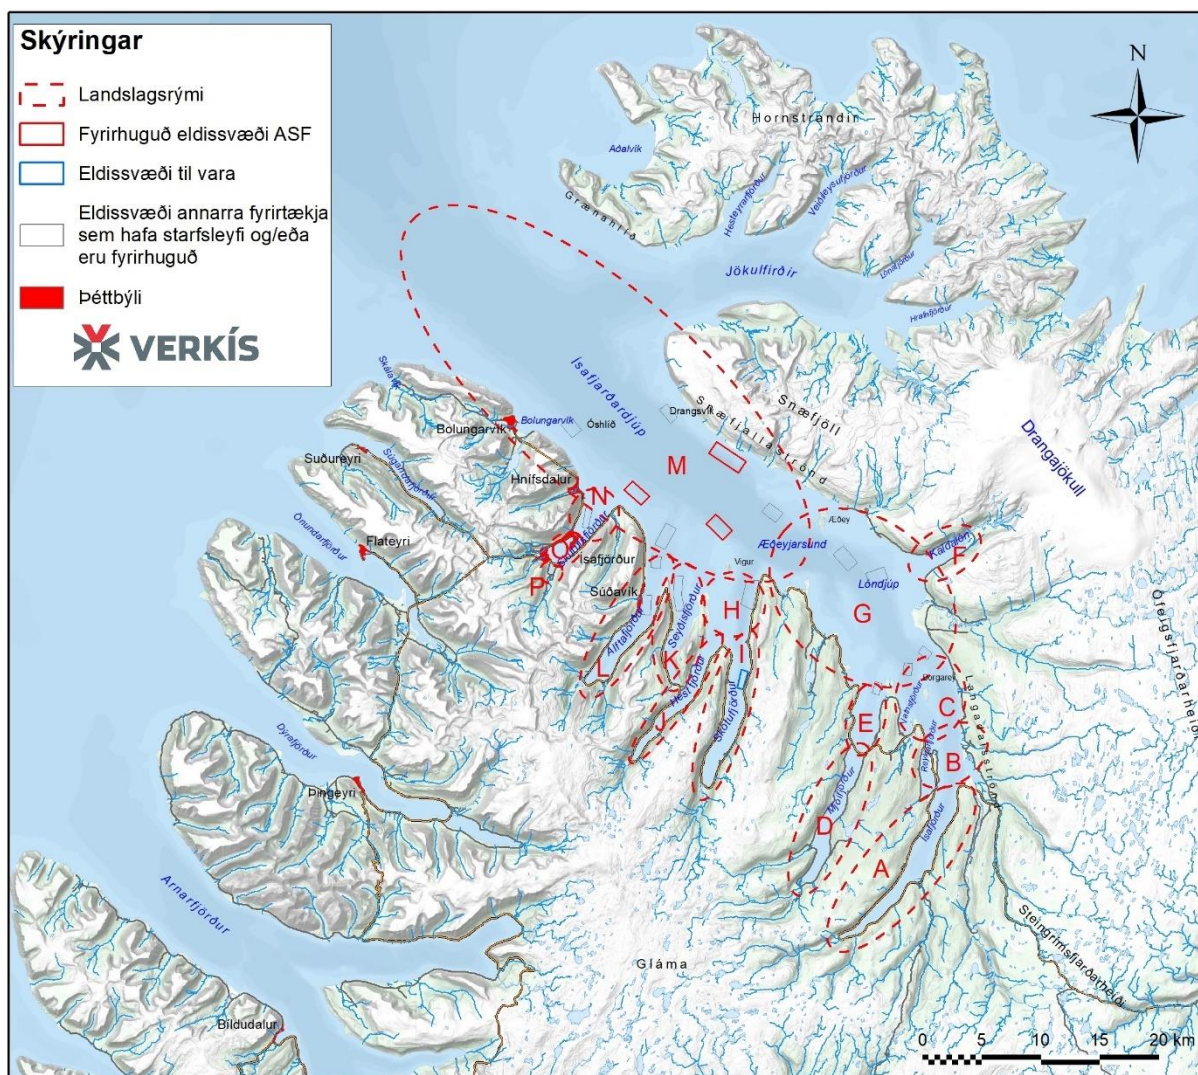 Skýringar
Landslagsrými
Fyrirhuguð eldissvæði ASF
Eldissvæði til vara
Eldissvæði annarra fyrirtækja
sem hafa starfsleyfi og/eða
eru fyrirhuguð
Þéttbýli
VERKÍS
N
Hornstrandir
Aðalvík
Grænahlíð
Hesteyrarfjörður
Veiðileysufjörður
Lónafjörður
Hrafnsfjörður
Jökulfirðir
Ísafjarðardjúp
Snæfjöll
Snæfjallaströnd
Drangsvík
Drangajökull
Skálavík
Bolungarvík
Bolungarvík
Óshlíð
Suðureyri
Súgandafjörður
Hnífsdalur
M
N
Önundarfjörður
Flateyri
O
P
Ísafjörður
Súðavík
Æðey
Æðeyjarsund
Vigur
Kaldalón
F
Lóndjúp
G
H
I
Álftafjörður
L
Seyðisfjörður
K
Hestfjörður
J
Skötufjörður
Borgarey
C
E
Vatnsfjörður
Reykjafjörður
B
Langadalsströnd
Ófeigsfjarðarheiði
Mjóifjörður
D
Ísafjörður
A
Dýrafjörður
Þingeyri
Arnarfjörður
Gláma
Steingrímsfjarðarheiði
Bíldudalur
0 5 10 15 20 km